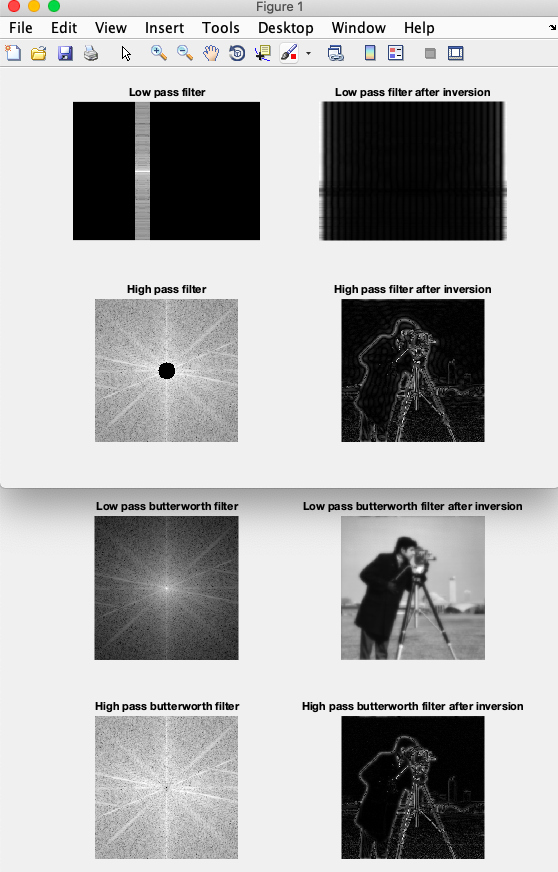 Figure 1
File Edit View Insert Tools Desktop Window Help
Low pass filter
Low pass filter after inversion
High pass filter
High pass filter after inversion
Low pass butterworth filter
Low pass butterworth filter after inversion
High pass butterworth filter
High pass butterworth filter after inversion